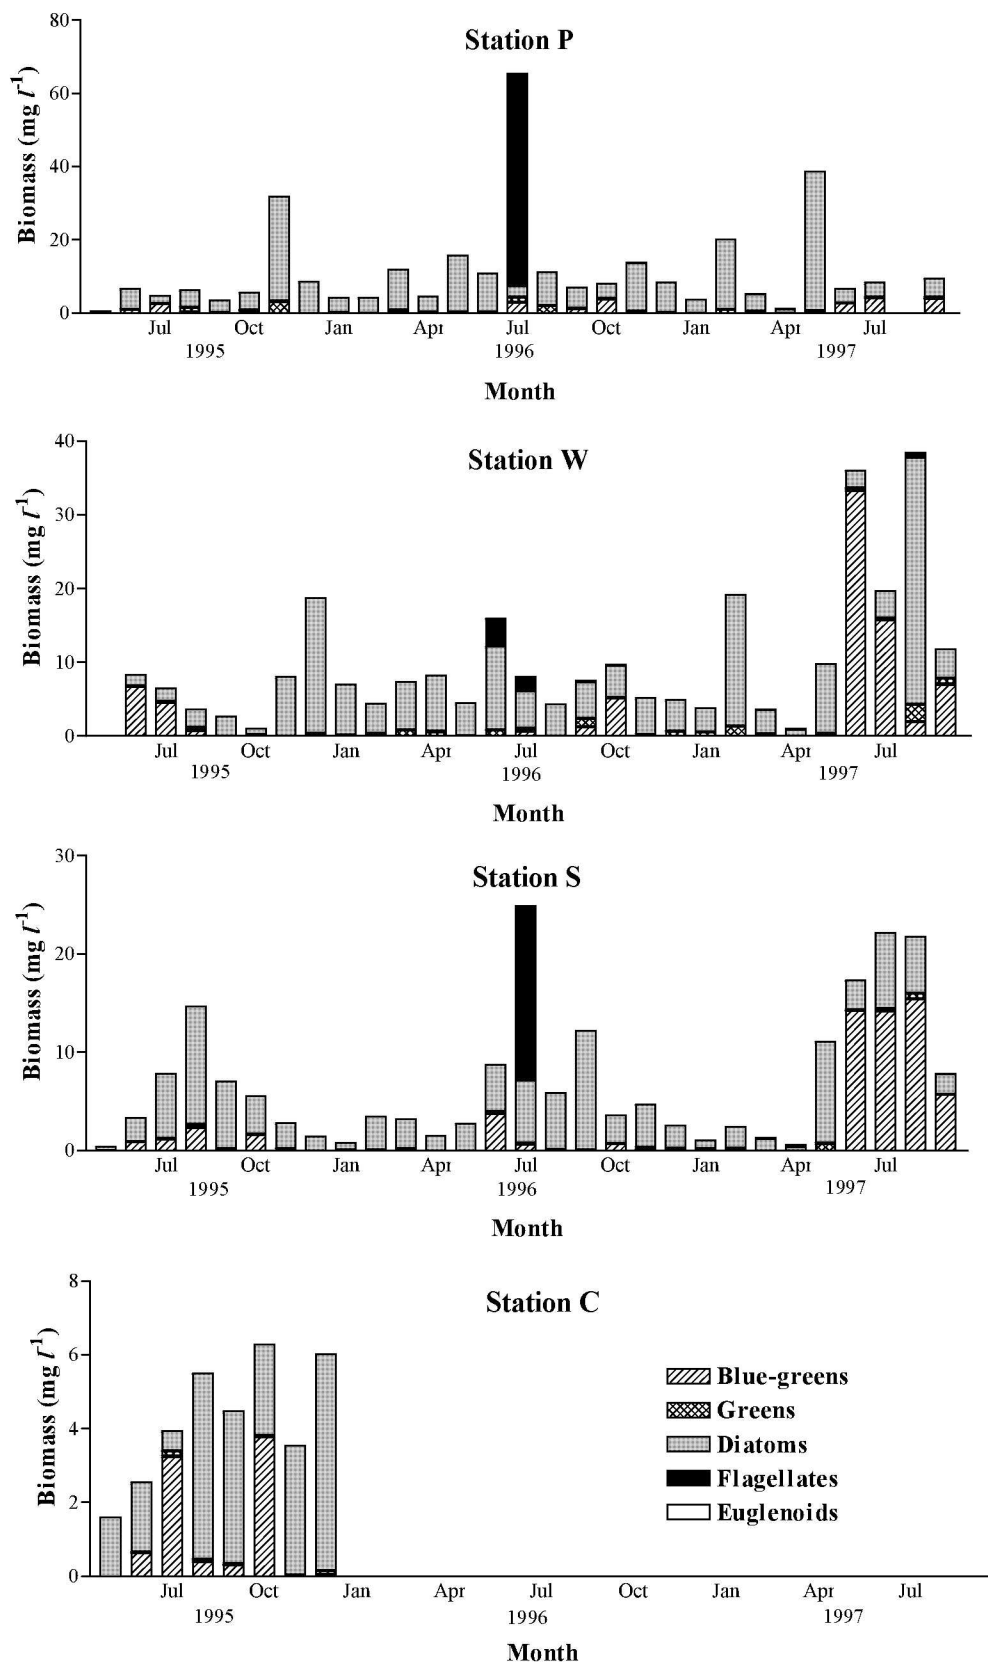 Station P
Biomass (mg l-1)
80
60
40
20
0
Jul Oct Jan Apr Jul Oct Jan Apr Jul
1995 1996 1997
Month
Station W
Biomass (mg l-1)
40
30
20
10
0
Jul Oct Jan Apr Jul Oct Jan Apr Jul
1995 1996 1997
Month
Station S
Biomass (mg l-1)
30
20
10
0
Jul Oct Jan Apr Jul Oct Jan Apr Jul
1995 1996 1997
Month
Station C
Biomass (mg l-1)
8
6
4
2
0
Blue-greens
Greens
Diatoms
Flagellates
Euglenoids
Jul Oct Jan Apr Jul Oct Jan Apr Jul
1995 1996 1997
Month